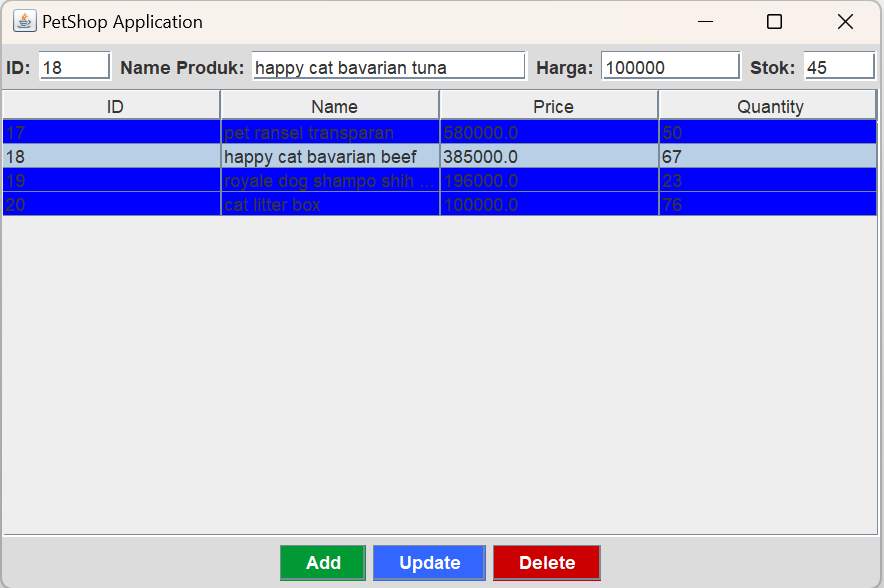 PetShop Application
ID: 18 Name Produk: happy cat bavarian tuna Harga: 100000 Stok: 45
ID Name Price Quantity
17 pet ransel transparan 580000.0 50
18 happy cat bavarian beef 385000.0 67
19 royale dog shampo shih ... 196000.0 23
20 cat litter box 100000.0 76
Add Update Delete